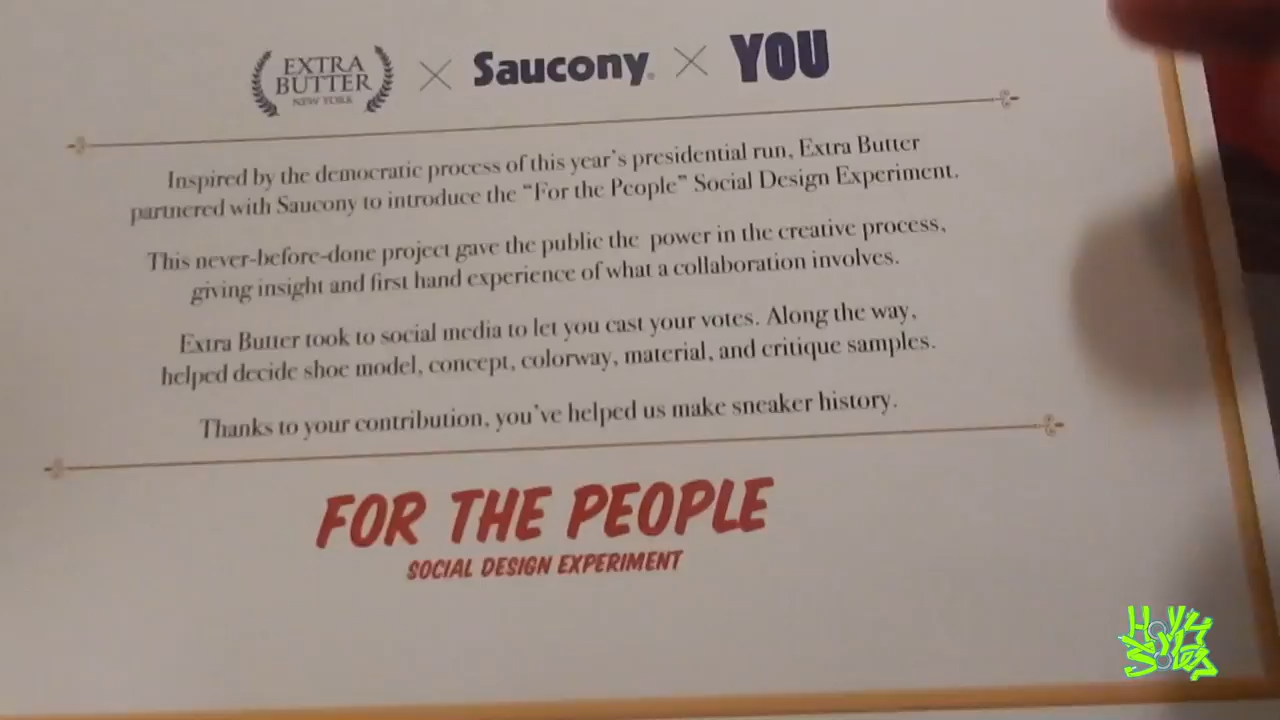 EXTRA BUTTER NEW YORK × Saucony® × YOU
Inspired by the democratic process of this year's presidential run, Extra Butter
partnered with Saucony to introduce the "For the People" Social Design Experiment.
This never-before-done project gave the public the power in the creative process,
giving insight and first hand experience of what a collaboration involves.
Extra Butter took to social media to let you cast your votes. Along the way,
helped decide shoe model, concept, colorway, material, and critique samples.
Thanks to your contribution, you've helped us make sneaker history.
FOR THE PEOPLE
SOCIAL DESIGN EXPERIMENT